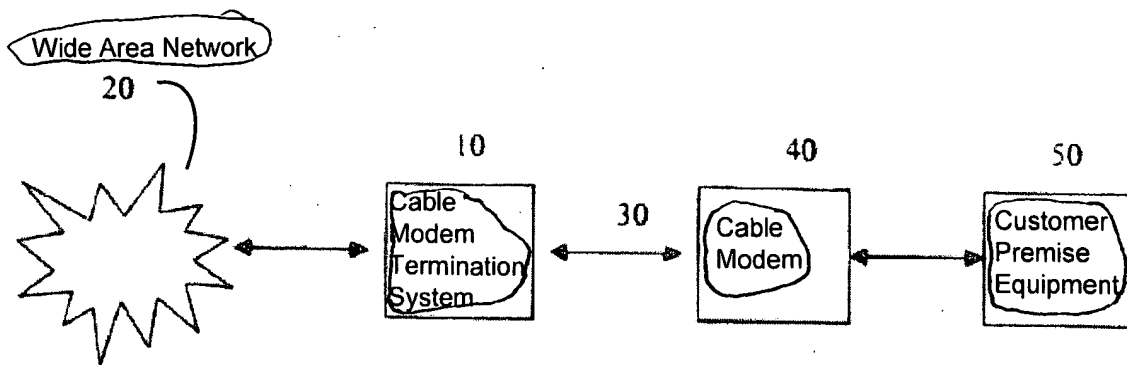 Wide Area Network
20
10
40
50
30
Cable
Modem
Termination
System
Cable
Modem
Customer
Premise
Equipment